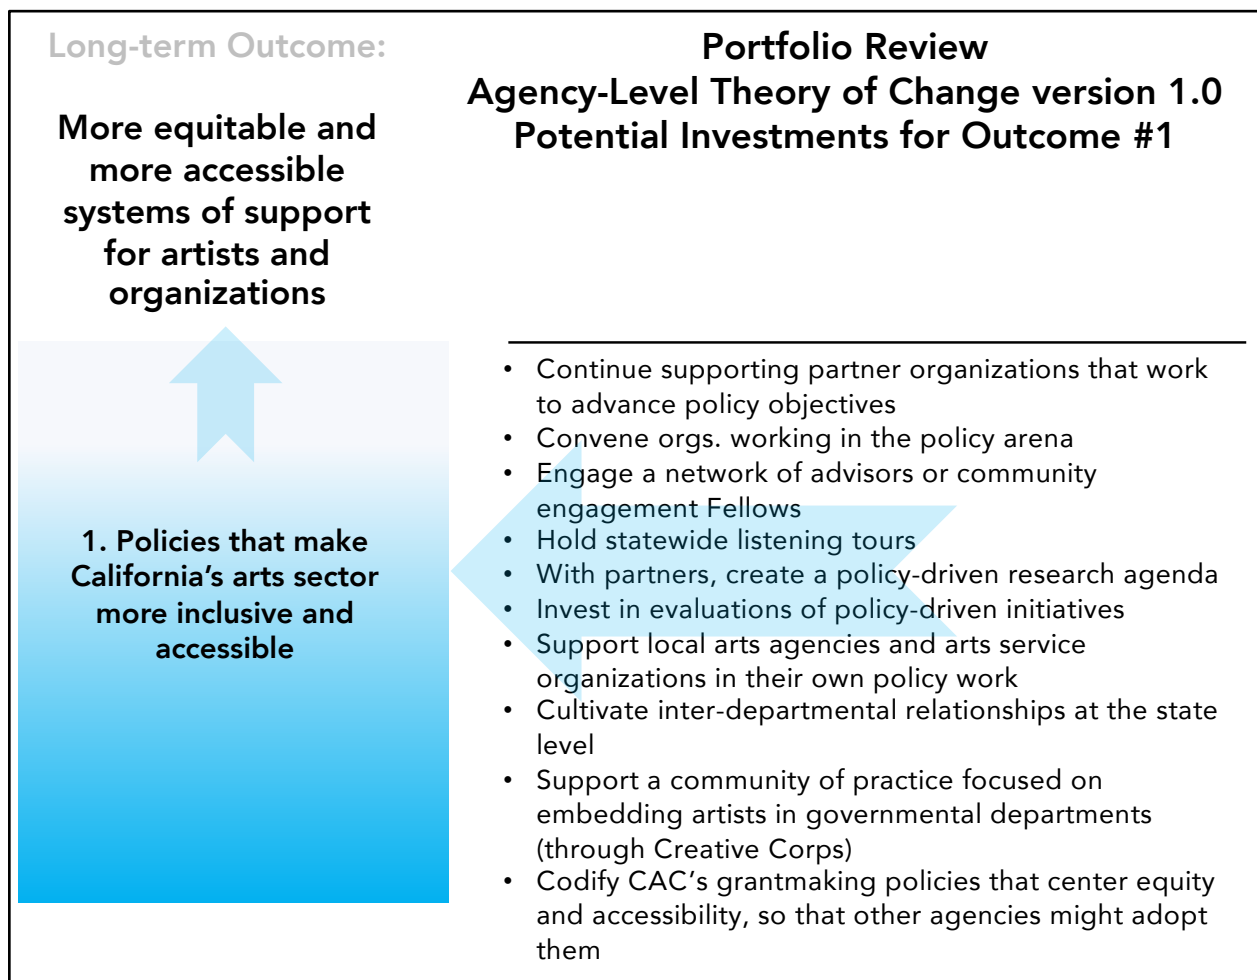 Long-term Outcome:
More equitable and
more accessible
systems of support
for artists and
organizations
Portfolio Review
Agency-Level Theory of Change version 1.0
Potential Investments for Outcome #1
1. Policies that make
California’s arts sector
more inclusive and
accessible
• Continue supporting partner organizations that work
to advance policy objectives
• Convene orgs. working in the policy arena
• Engage a network of advisors or community
engagement Fellows
• Hold statewide listening tours
• With partners, create a policy-driven research agenda
• Invest in evaluations of policy-driven initiatives
• Support local arts agencies and arts service
organizations in their own policy work
• Cultivate inter-departmental relationships at the state
level
• Support a community of practice focused on
embedding artists in governmental departments
(through Creative Corps)
• Codify CAC’s grantmaking policies that center equity
and accessibility, so that other agencies might adopt
them